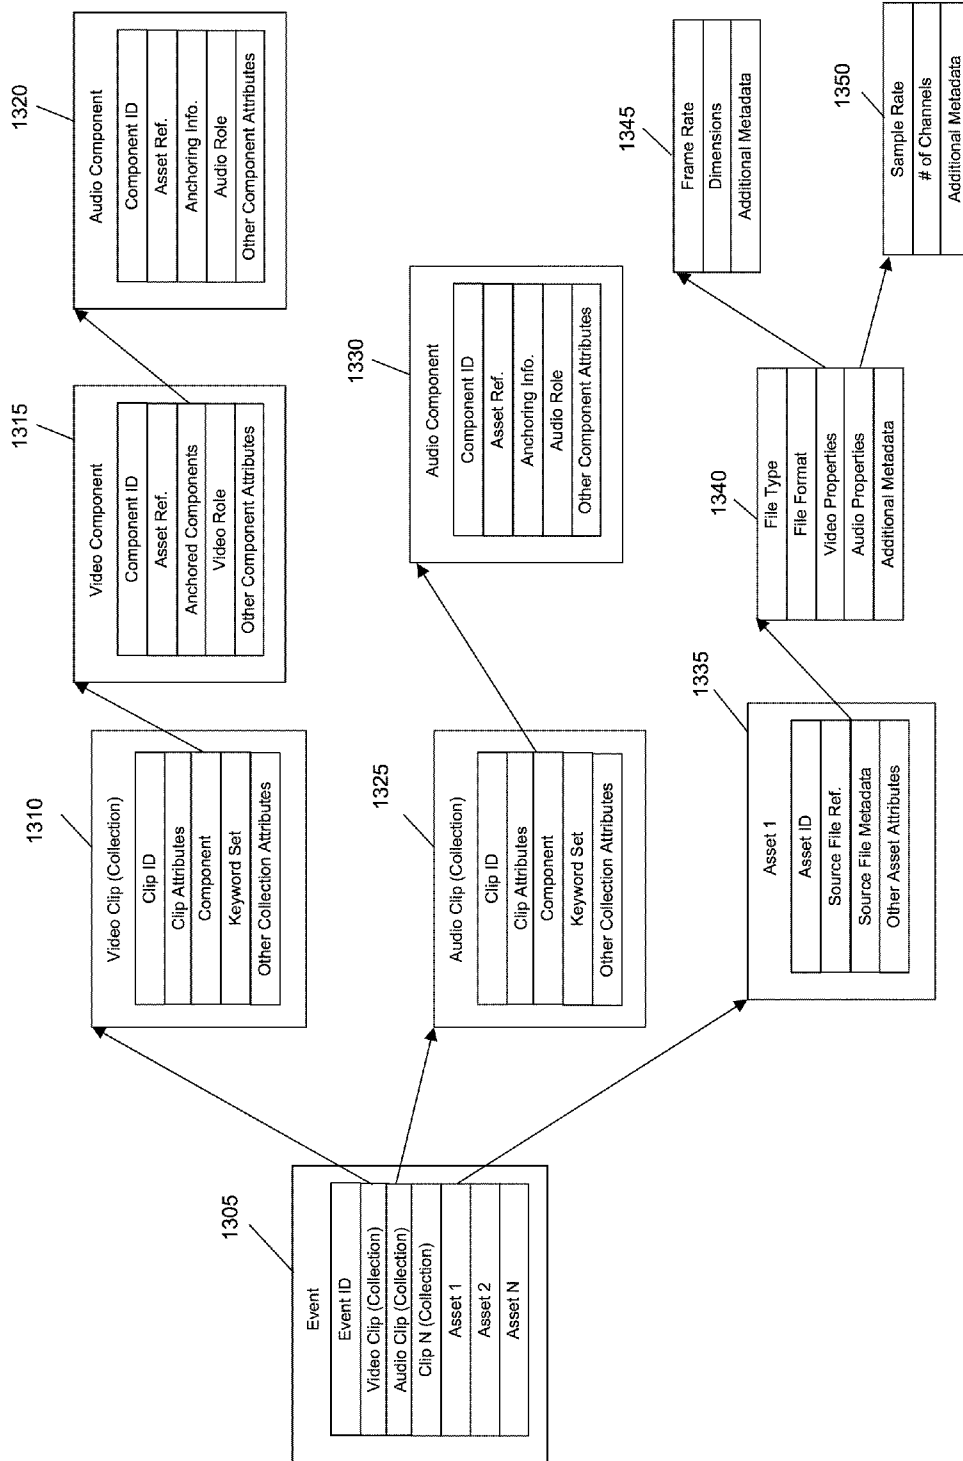 1305
Event
Event ID
Video Clip (Collection)
Audio Clip (Collection)
Clip N (Collection)
Asset 1
Asset 2
Asset N
1310
Video Clip (Collection)
Clip ID
Clip Attributes
Component
Keyword Set
Other Collection Attributes
1315
Video Component
Component ID
Asset Ref.
Anchored Components
Video Role
Other Component Attributes
1320
Audio Component
Component ID
Asset Ref.
Anchoring Info.
Audio Role
Other Component Attributes
1325
Audio Clip (Collection)
Clip ID
Clip Attributes
Component
Keyword Set
Other Collection Attributes
1330
Audio Component
Component ID
Asset Ref.
Anchoring Info.
Audio Role
Other Component Attributes
1335
Asset 1
Asset ID
Source File Ref.
Source File Metadata
Other Asset Attributes
1340
File Type
File Format
Video Properties
Audio Properties
Additional Metadata
1345
Frame Rate
Dimensions
Additional Metadata
1350
Sample Rate
# of Channels
Additional Metadata